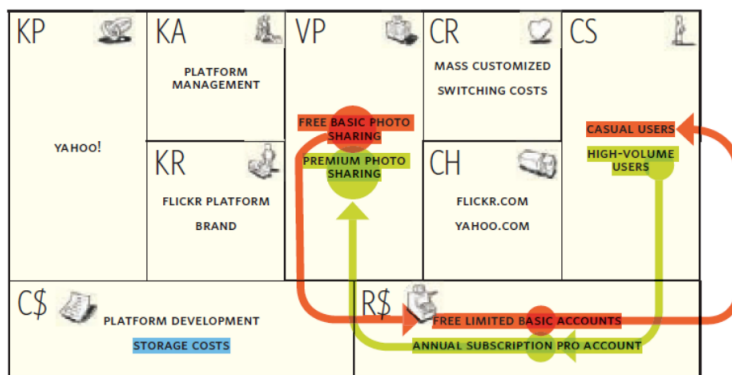 KP
YAHOO!
KA
PLATFORM
MANAGEMENT
KR
FLICKR PLATFORM
BRAND
VP
FREE BASIC PHOTO
SHARING
PREMIUM PHOTO
SHARING
CR
MASS CUSTOMIZED
SWITCHING COSTS
CH
FLICKR.COM
YAHOO.COM
CS
CASUAL USERS
HIGH-VOLUME
USERS
C$
PLATFORM DEVELOPMENT
STORAGE COSTS
R$
FREE LIMITED BASIC ACCOUNTS
ANNUAL SUBSCRIPTION PRO ACCOUNT